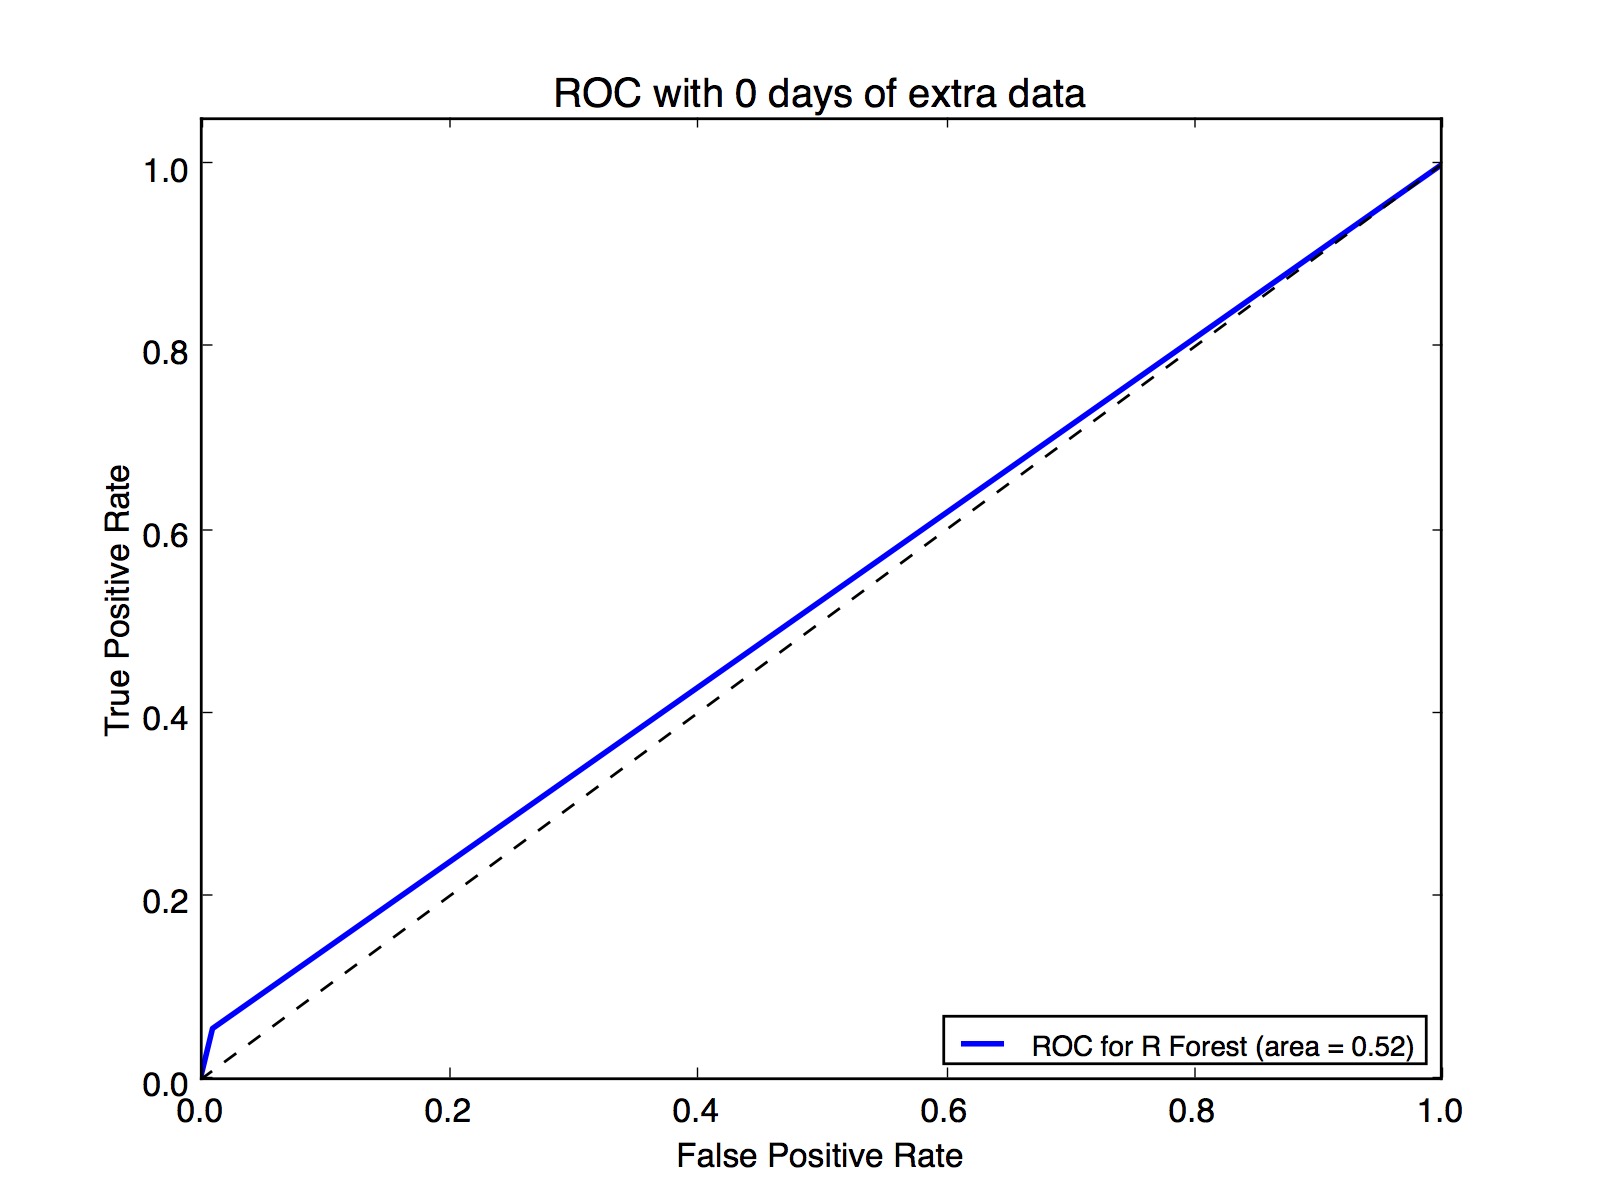 ROC with 0 days of extra data
True Positive Rate
1.0
0.8
0.6
0.4
0.2
0.0
ROC for R Forest (area = 0.52)
0.0 0.2 0.4 0.6 0.8 1.0
False Positive Rate